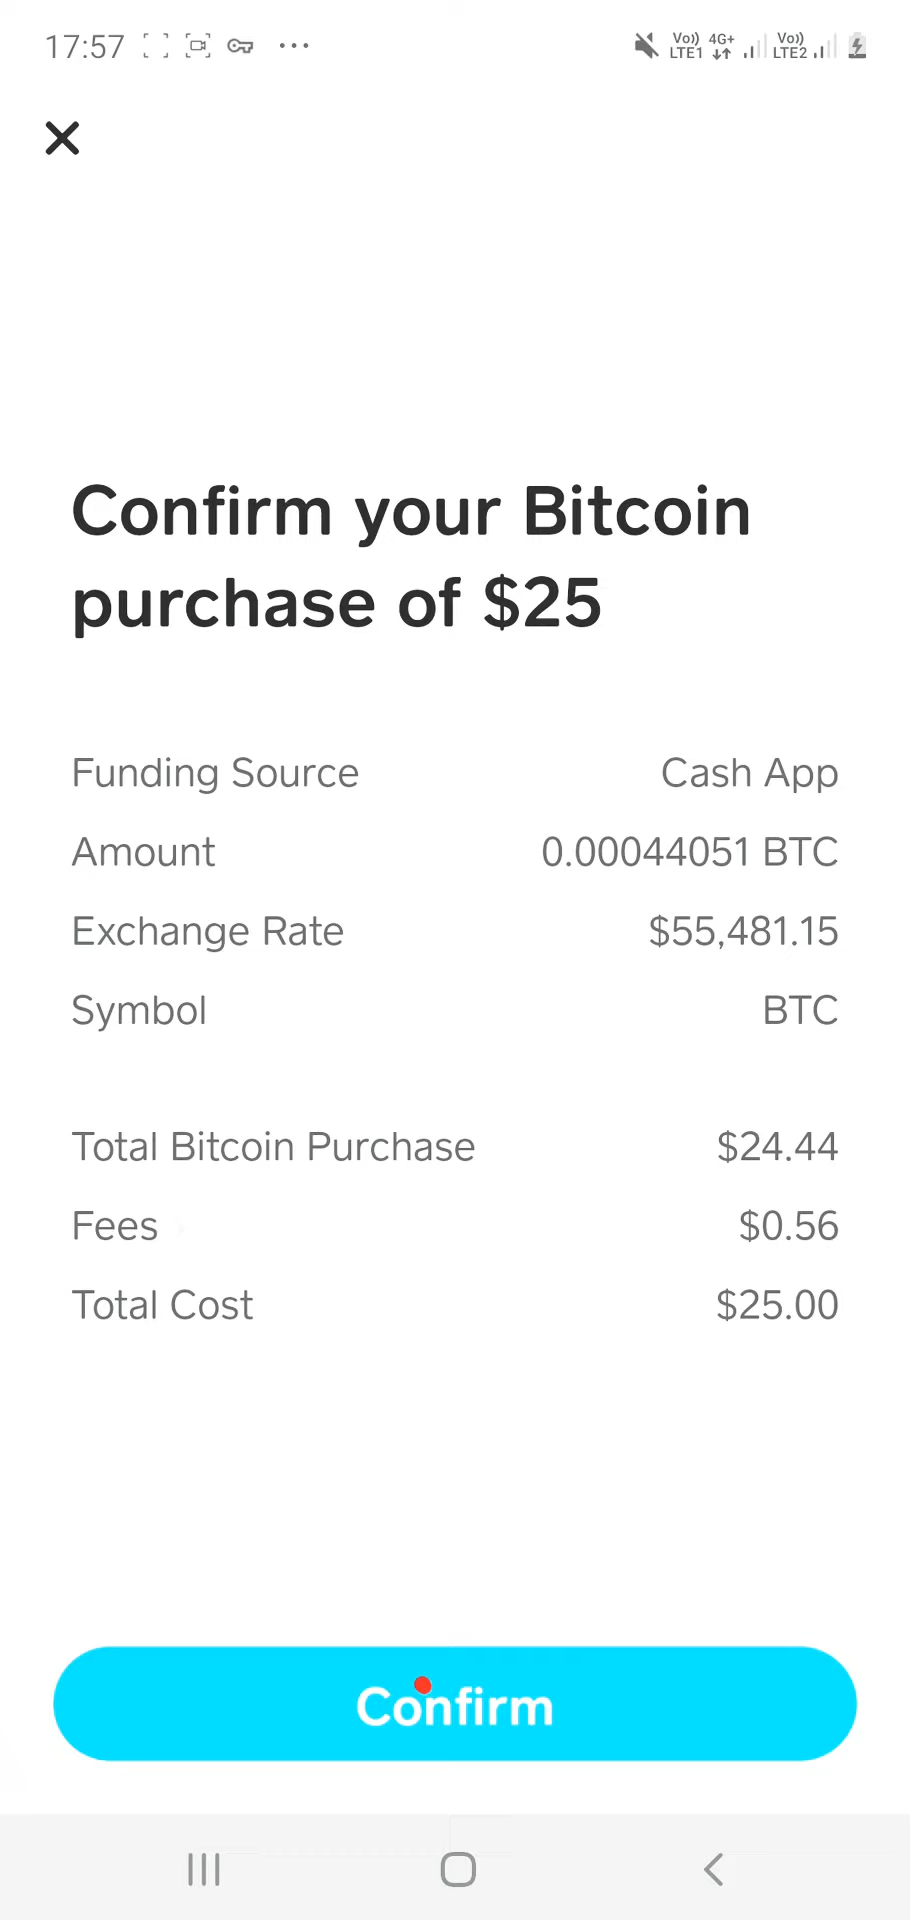 17:57
Vo)) 4G+ Vo))
LTE1 LTE2
Confirm your Bitcoin
purchase of $25
Funding Source Cash App
Amount 0.00044051 BTC
Exchange Rate $55,481.15
Symbol BTC
Total Bitcoin Purchase $24.44
Fees $0.56
Total Cost $25.00
Confirm